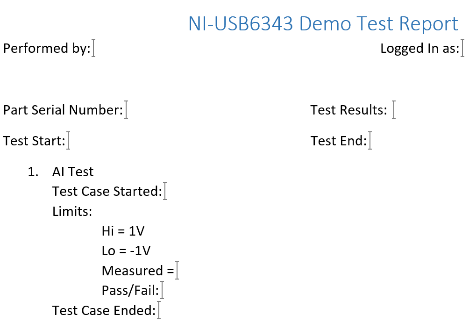 NI-USB6343 Demo Test Report
Performed by: Logged In as:
Part Serial Number: Test Results:
Test Start: Test End:
1. AI Test
Test Case Started:
Limits:
Hi = 1V
Lo = -1V
Measured =
Pass/Fail:
Test Case Ended: